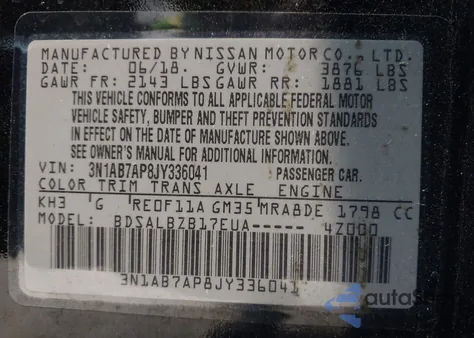 MANUFACTURED BY NISSAN MOTOR CO., LTD.
DATE: 06/18. GVWR: 3876 LBS
GAWR FR: 2143 LBS GAWR RR: 1881 LBS
THIS VEHICLE CONFORMS TO ALL APPLICABLE FEDERAL MOTOR
VEHICLE SAFETY, BUMPER AND THEFT PREVENTION STANDARDS
IN EFFECT ON THE DATE OF MANUFACTURE SHOWN ABOVE.
SEE OWNER'S MANUAL FOR ADDITIONAL INFORMATION.
VIN: 3N1AB7AP8JY336041 PASSENGER CAR.
COLOR TRIM TRANS AXLE ENGINE
KH3 G RE0F11A GM35 MRA8DE 1798 CC
MODEL: BDSALBZB17EUA----- 4Z000
3N1AB7AP8JY336041